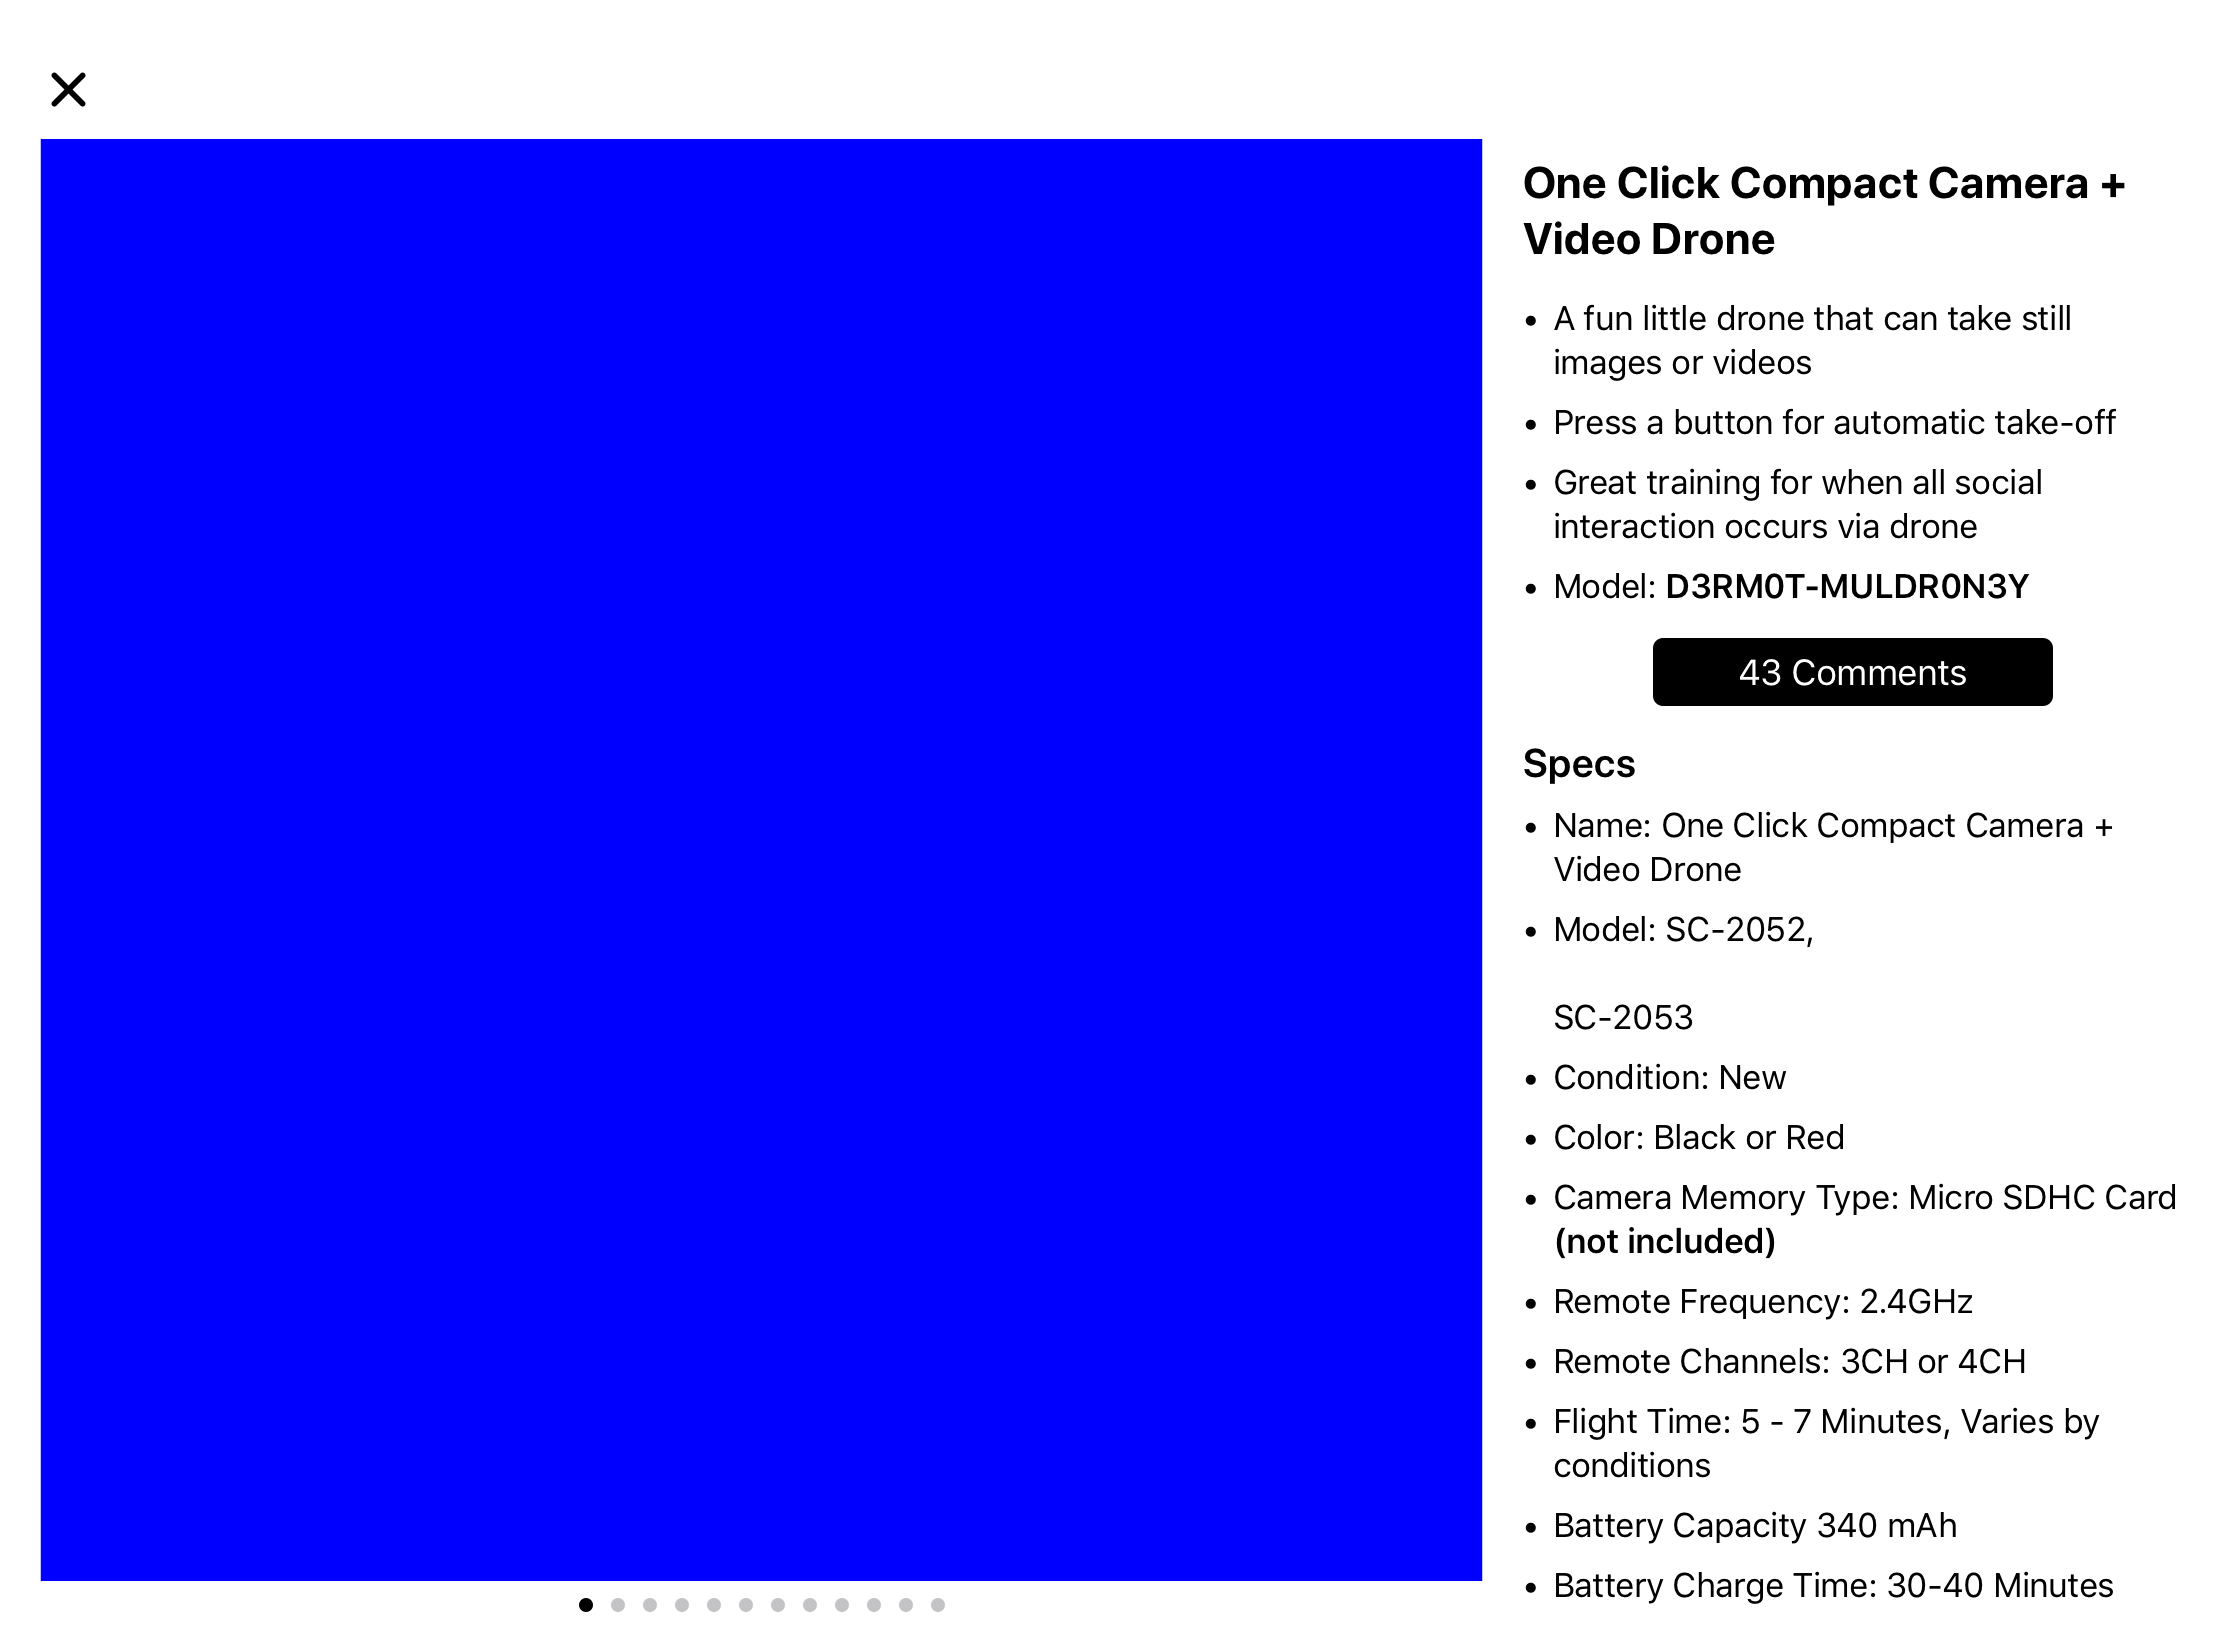 One Click Compact Camera +
Video Drone
• A fun little drone that can take still
images or videos
• Press a button for automatic take-off
• Great training for when all social
interaction occurs via drone
• Model: D3RM0T-MULDR0N3Y
43 Comments
Specs
• Name: One Click Compact Camera +
Video Drone
• Model: SC-2052,
SC-2053
• Condition: New
• Color: Black or Red
• Camera Memory Type: Micro SDHC Card
(not included)
• Remote Frequency: 2.4GHz
• Remote Channels: 3CH or 4CH
• Flight Time: 5 - 7 Minutes, Varies by
conditions
• Battery Capacity 340 mAh
• Battery Charge Time: 30-40 Minutes